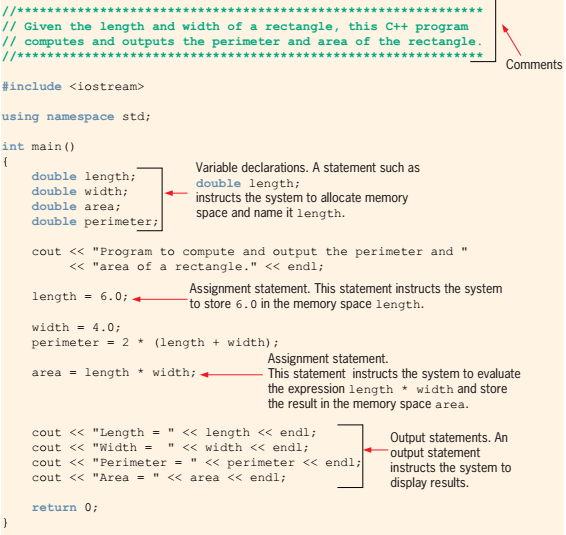 //***************************************************************
// Given the length and width of a rectangle, this C++ program
// computes and outputs the perimeter and area of the rectangle.
//***************************************************************
Comments
#include <iostream>
using namespace std;
int main()
{
double length;
double width;
double area;
double perimeter;
Variable declarations. A statement such as
double length;
instructs the system to allocate memory
space and name it length.
cout << "Program to compute and output the perimeter and "
<< "area of a rectangle." << endl;
length = 6.0;
Assignment statement. This statement instructs the system
to store 6.0 in the memory space length.
width = 4.0;
perimeter = 2 * (length + width);
area = length * width;
Assignment statement.
This statement instructs the system to evaluate
the expression length * width and store
the result in the memory space area.
cout << "Length = " << length << endl;
cout << "Width =  " << width << endl;
cout << "Perimeter = " << perimeter << endl;
cout << "Area = " << area << endl;
Output statements. An
output statement
instructs the system to
display results.
return 0;
}